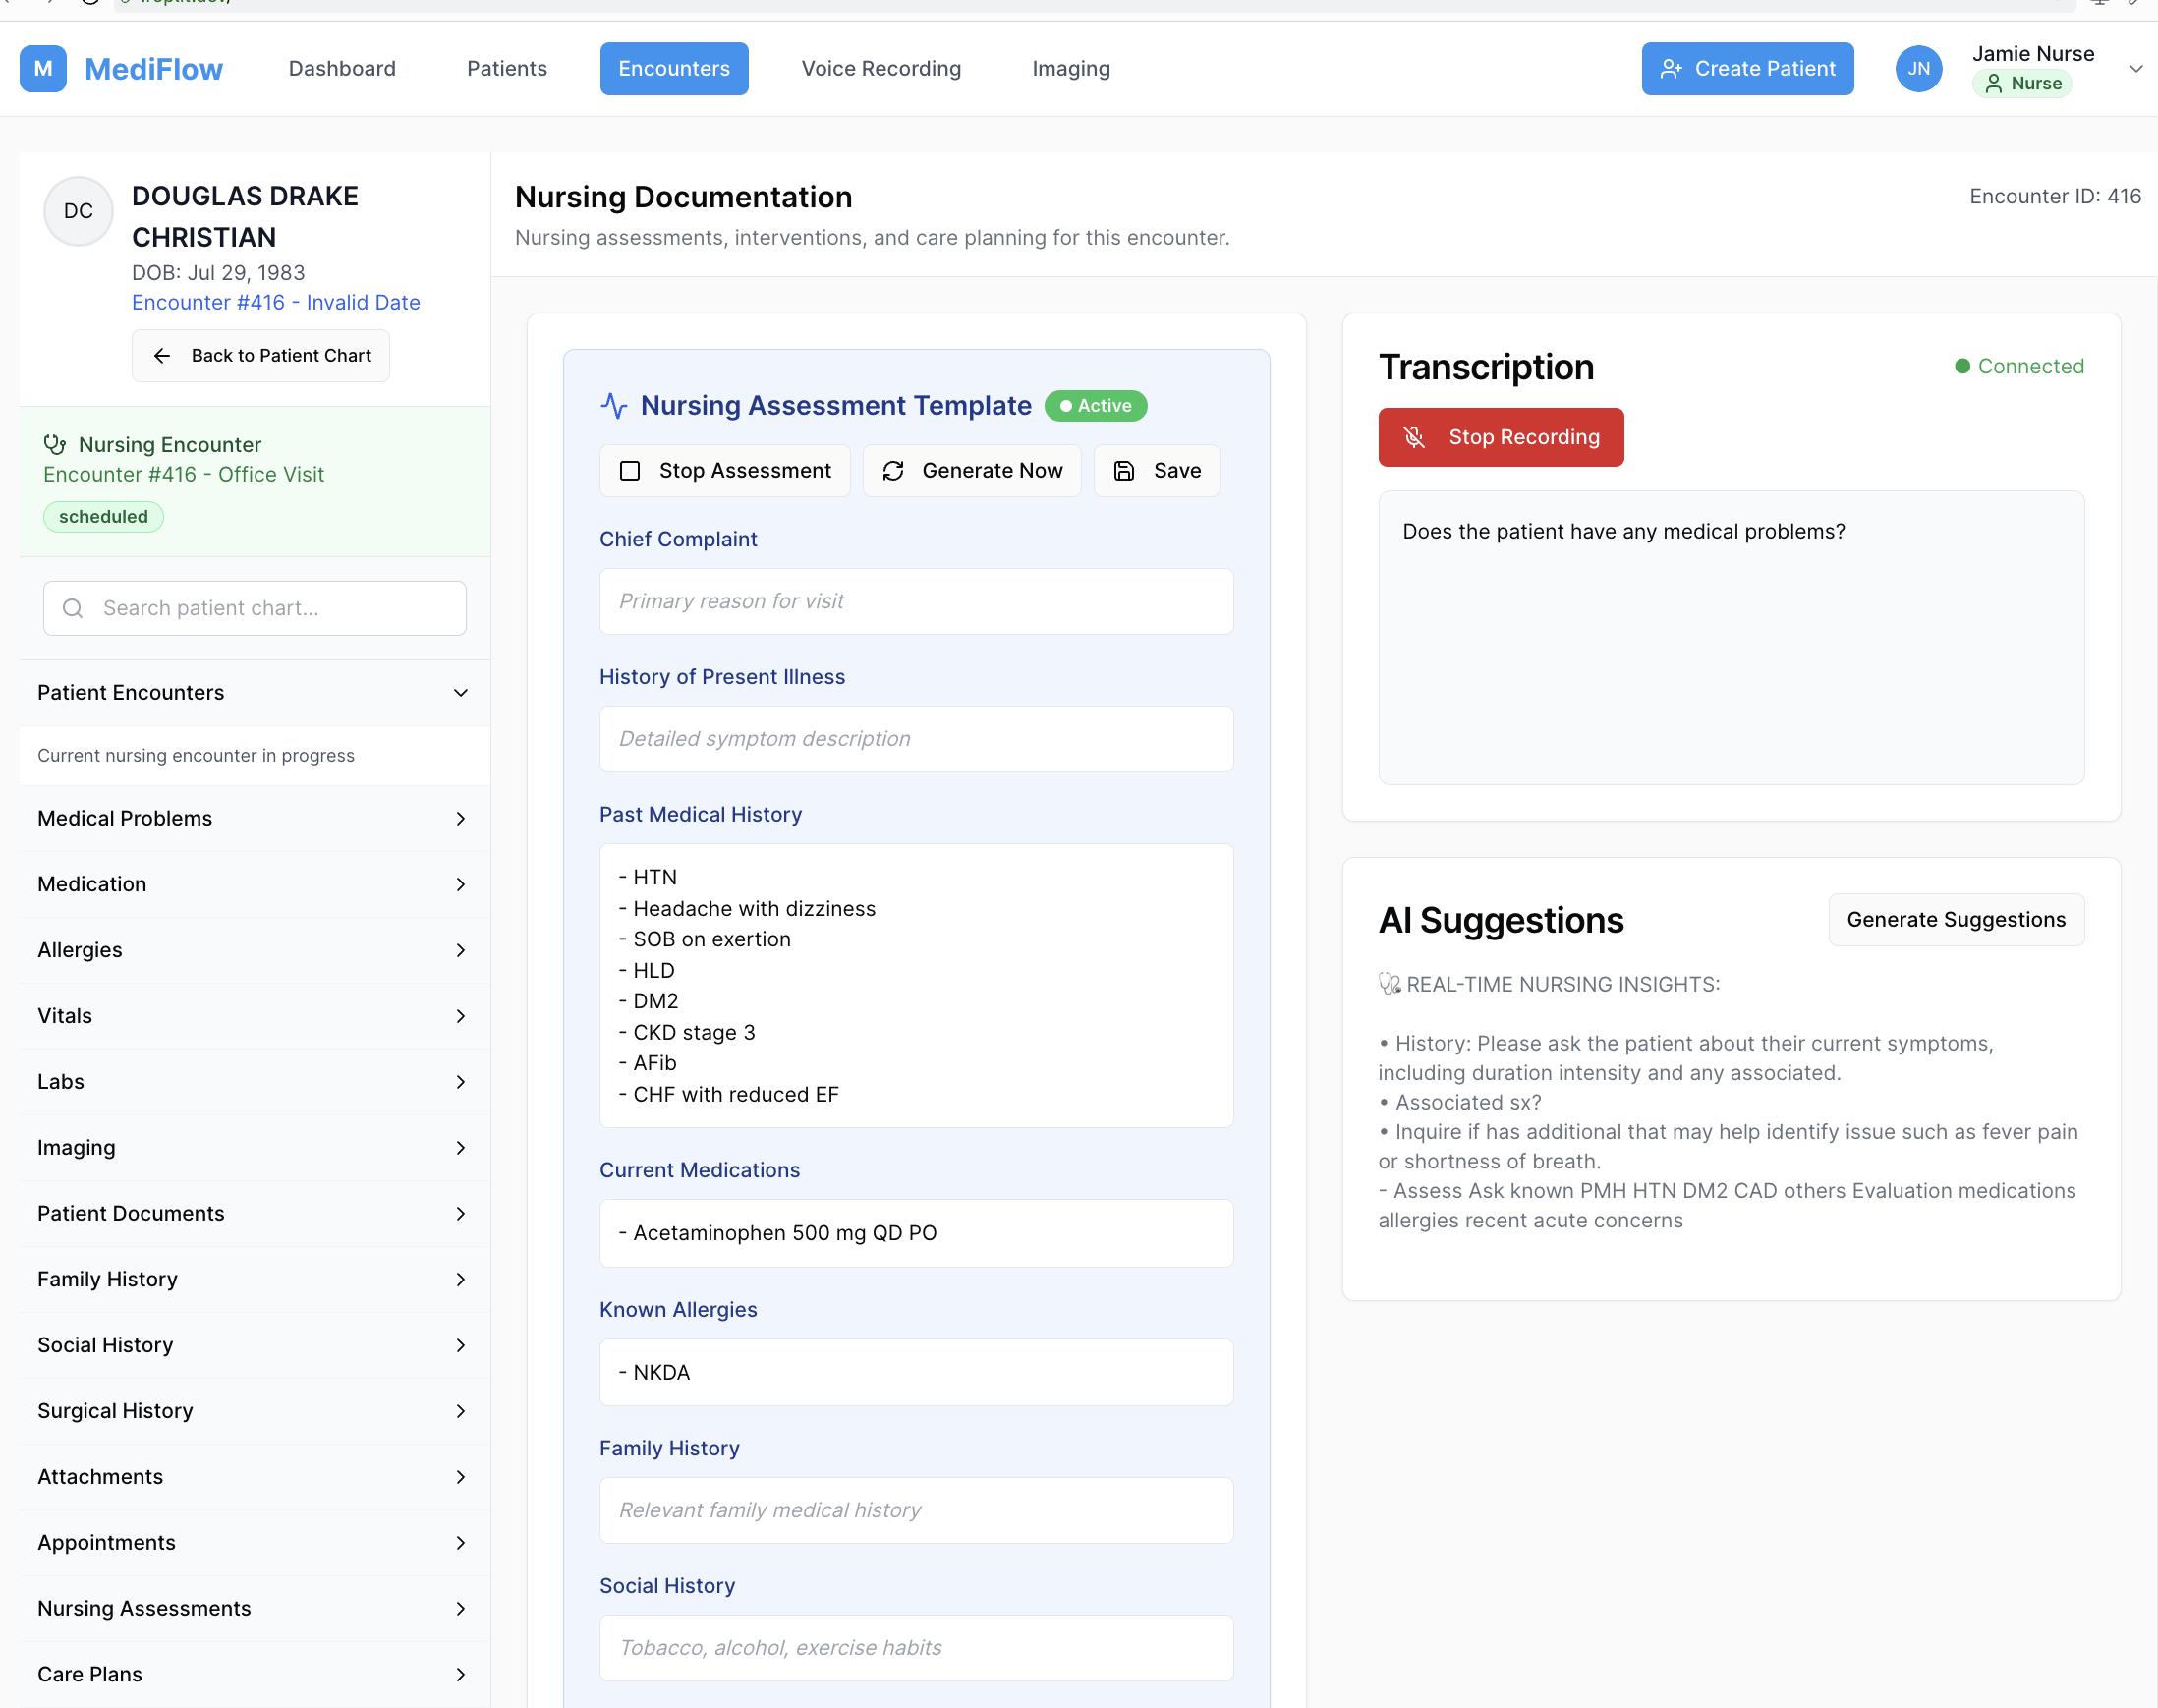 M MediFlow Dashboard Patients Encounters Voice Recording Imaging Create Patient JN Jamie Nurse
Nurse
DC DOUGLAS DRAKE
CHRISTIAN
DOB: Jul 29, 1983
Encounter #416 - Invalid Date
Back to Patient Chart
Nursing Encounter
Encounter #416 - Office Visit
scheduled
Search patient chart...
Patient Encounters
Current nursing encounter in progress
Medical Problems
Medication
Allergies
Vitals
Labs
Imaging
Patient Documents
Family History
Social History
Surgical History
Attachments
Appointments
Nursing Assessments
Care Plans
Nursing Documentation
Encounter ID: 416
Nursing assessments, interventions, and care planning for this encounter.
Nursing Assessment Template Active
Stop Assessment Generate Now Save
Chief Complaint
Primary reason for visit
History of Present Illness
Detailed symptom description
Past Medical History
- HTN
- Headache with dizziness
- SOB on exertion
- HLD
- DM2
- CKD stage 3
- AFib
- CHF with reduced EF
Current Medications
- Acetaminophen 500 mg QD PO
Known Allergies
- NKDA
Family History
Relevant family medical history
Social History
Tobacco, alcohol, exercise habits
Transcription
Connected
Stop Recording
Does the patient have any medical problems?
AI Suggestions
Generate Suggestions
REAL-TIME NURSING INSIGHTS:
• History: Please ask the patient about their current symptoms,
including duration intensity and any associated.
• Associated sx?
• Inquire if has additional that may help identify issue such as fever pain
or shortness of breath.
- Assess Ask known PMH HTN DM2 CAD others Evaluation medications
allergies recent acute concerns